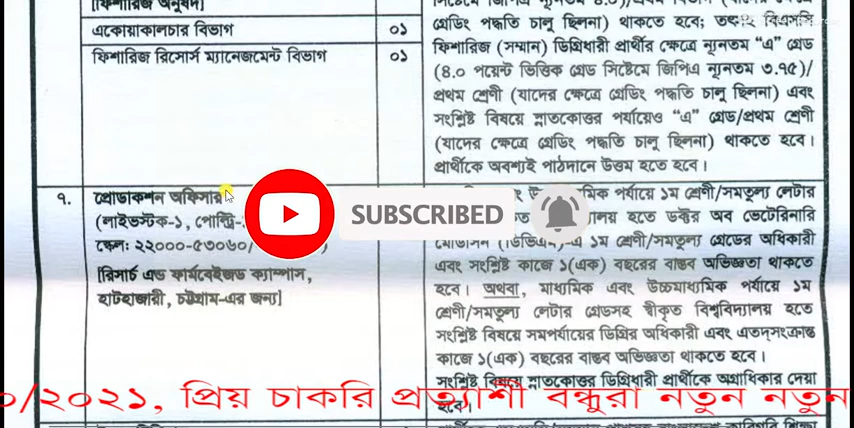 [ফিশারিজ অনুষদ]
একোয়াকালচার বিভাগ ০১
ফিশারিজ রিসোর্স ম্যানেজমেন্ট বিভাগ ০১
গ্রেডিং পদ্ধতি চালু ছিলনা) থাকতে হবে; তৎসহ বিএসসি
ফিশারিজ (সম্মান) ডিগ্রিধারী প্রার্থীর ক্ষেত্রে ন্যূনতম “এ” গ্রেড
(৪.০ পয়েন্ট ভিত্তিক গ্রেড সিস্টেমে জিপিএ ন্যূনতম ৩.৭৫)/
প্রথম শ্রেণী (যাদের ক্ষেত্রে গ্রেডিং পদ্ধতি চালু ছিলনা) এবং
সংশ্লিষ্ট বিষয়ে স্নাতকোত্তর পর্যায়েও “এ” গ্রেড/প্রথম শ্রেণী
(যাদের ক্ষেত্রে গ্রেডিং পদ্ধতি চালু ছিলনা) থাকতে হবে।
প্রার্থীকে অবশ্যই পাঠদানে উত্তম হতে হবে।
৭. প্রোডাকশন অফিসার
(লাইভস্টক-১, পোল্ট্রি-
স্কেল: ২২০০০-৫৩০৬০/
[রিসার্চ এন্ড ফার্মবেইজড ক্যাম্পাস,
হাটহাজারী, চট্টগ্রাম-এর জন্য]
মাধ্যমিক পর্যায়ে ১ম শ্রেণী/সমতুল্য লেটার
হতে ডক্টর অব ভেটেরিনারি
মেডিসিন (ডিভিএম)-এ ১ম শ্রেণী/সমতুল্য গ্রেডের অধিকারী
এবং সংশ্লিষ্ট কাজে ১(এক) বছরের বাস্তব অভিজ্ঞতা থাকতে
হবে। অথবা, মাধ্যমিক এবং উচ্চমাধ্যমিক পর্যায়ে ১ম
শ্রেণী/সমতুল্য লেটার গ্রেডসহ স্বীকৃত বিশ্ববিদ্যালয় হতে
সংশ্লিষ্ট বিষয়ে সমপর্যায়ের ডিগ্রির অধিকারী এবং এতদ্সংক্রান্ত
কাজে ১(এক) বছরের বাস্তব অভিজ্ঞতা থাকতে হবে।
সংশ্লিষ্ট বিষয়ে স্নাতকোত্তর ডিগ্রিধারী প্রার্থীকে অগ্রাধিকার দেয়া
হবে।
SUBSCRIBED
০/২০২১, প্রিয় চাকরি প্রত্যাশী বন্ধুরা নতুন নতুন